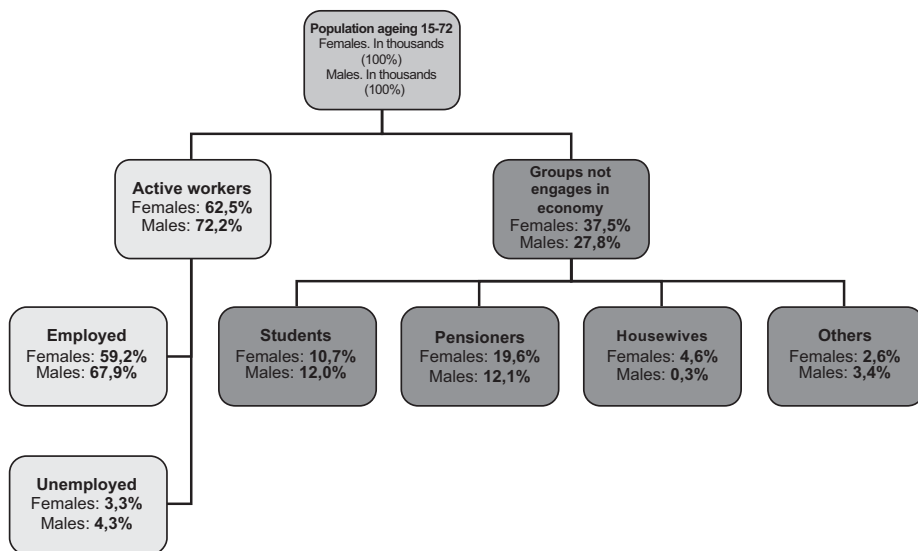 Population ageing 15-72
Females. In thousands
(100%)
Males. In thousands
(100%)
Active workers
Females: 62,5%
Males: 72,2%
Groups not
engages in
economy
Females: 37,5%
Males: 27,8%
Employed
Females: 59,2%
Males: 67,9%
Students
Females: 10,7%
Males: 12,0%
Pensioners
Females: 19,6%
Males: 12,1%
Housewives
Females: 4,6%
Males: 0,3%
Others
Females: 2,6%
Males: 3,4%
Unemployed
Females: 3,3%
Males: 4,3%